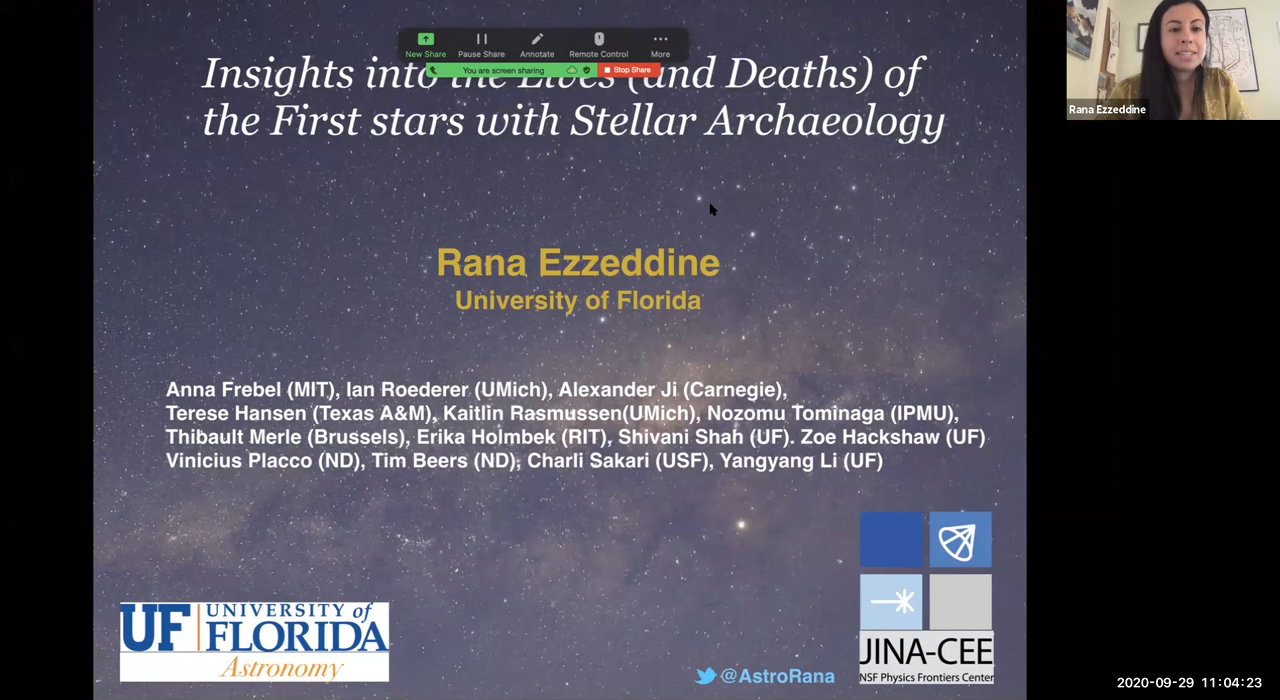 New Share
Pause Share
Annotate
Remote Control
More
You are screen sharing
Stop Share
Insights into the Lives (and Deaths) of
the First stars with Stellar Archaeology
Rana Ezzeddine
Rana Ezzeddine
University of Florida
Anna Frebel (MIT), Ian Roederer (UMich), Alexander Ji (Carnegie),
Terese Hansen (Texas A&M), Kaitlin Rasmussen(UMich), Nozomu Tominaga (IPMU),
Thibault Merle (Brussels), Erika Holmbek (RIT), Shivani Shah (UF). Zoe Hackshaw (UF)
Vinicius Placco (ND), Tim Beers (ND), Charli Sakari (USF), Yangyang Li (UF)
UF UNIVERSITY of
FLORIDA
Astronomy
@AstroRana
JINA-CEE
NSF Physics Frontiers Center
2020-09-29 11:04:23